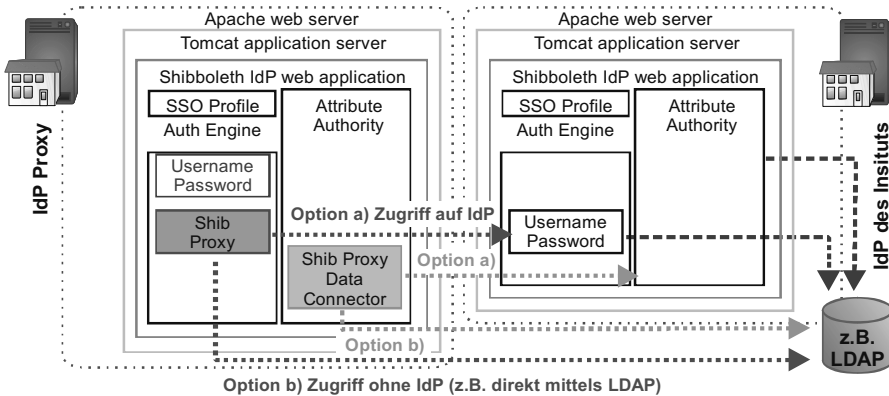 Apache web server
Tomcat application server
Shibboleth IdP web application
SSO Profile
Auth Engine
Attribute
Authority
Username
Password
Shib
Proxy
Shib Proxy
Data
Connector
IdP Proxy
Option a) Zugriff auf IdP
Option a)
Option b)
Apache web server
Tomcat application server
Shibboleth IdP web application
SSO Profile
Auth Engine
Attribute
Authority
Username
Password
IdP des Insituts
z.B.
LDAP
Option b) Zugriff ohne IdP (z.B. direkt mittels LDAP)